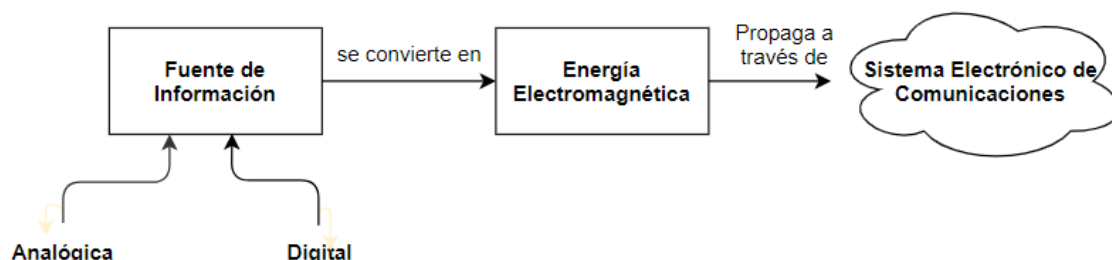 Fuente de
Información
se convierte en
Energía
Electromagnética
Propaga a
través de
Sistema Electrónico de
Comunicaciones
Analógica
Digital